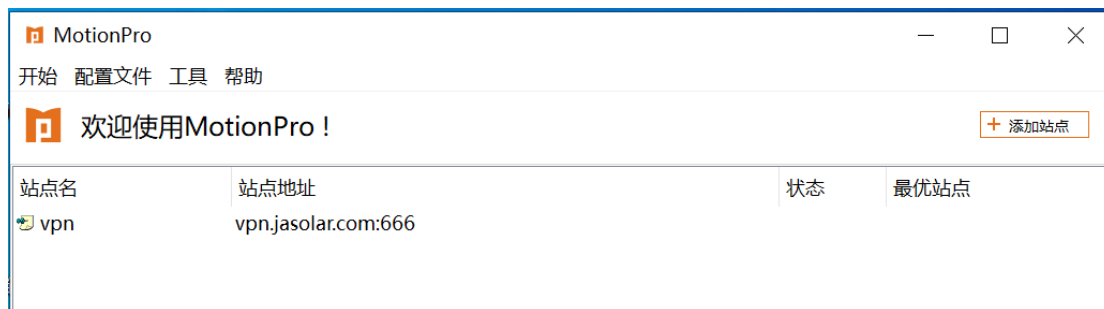 MotionPro
开始 配置文件 工具 帮助
欢迎使用MotionPro！
添加站点
站点名 站点地址 状态 最优站点
vpn vpn.jasolar.com:666